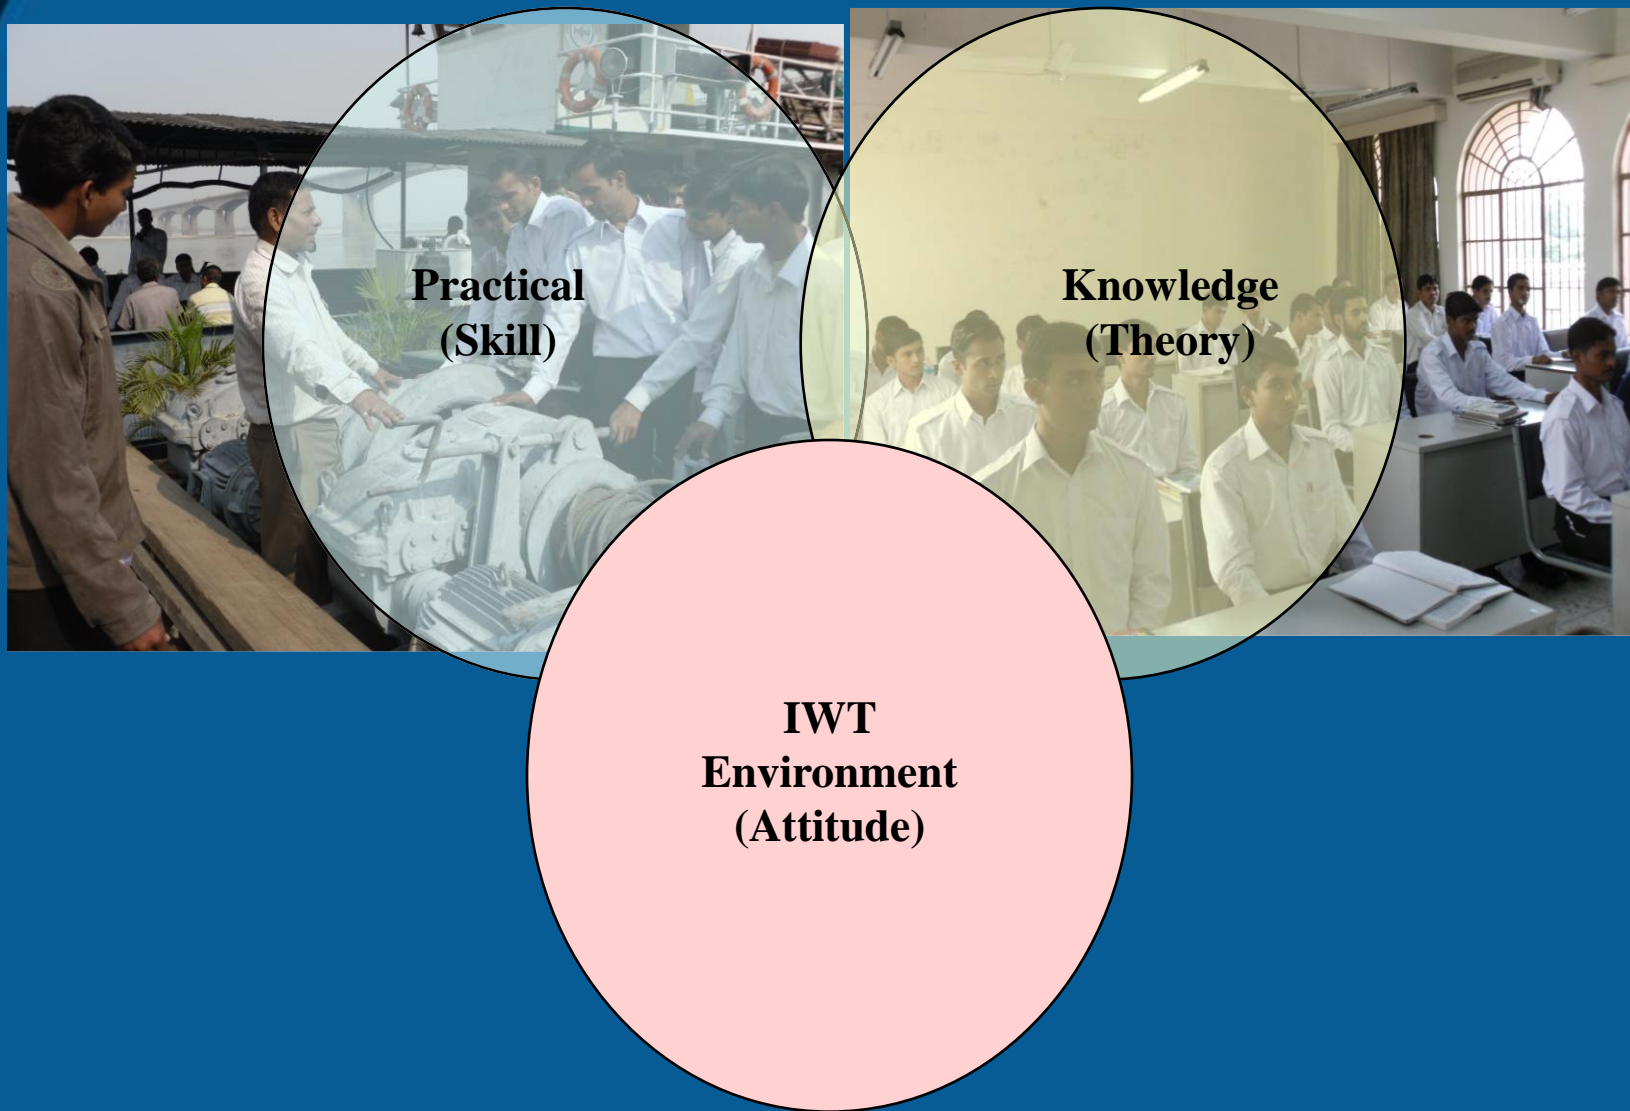 Practical
(Skill)
Knowledge
(Theory)
IWT
Environment
(Attitude)